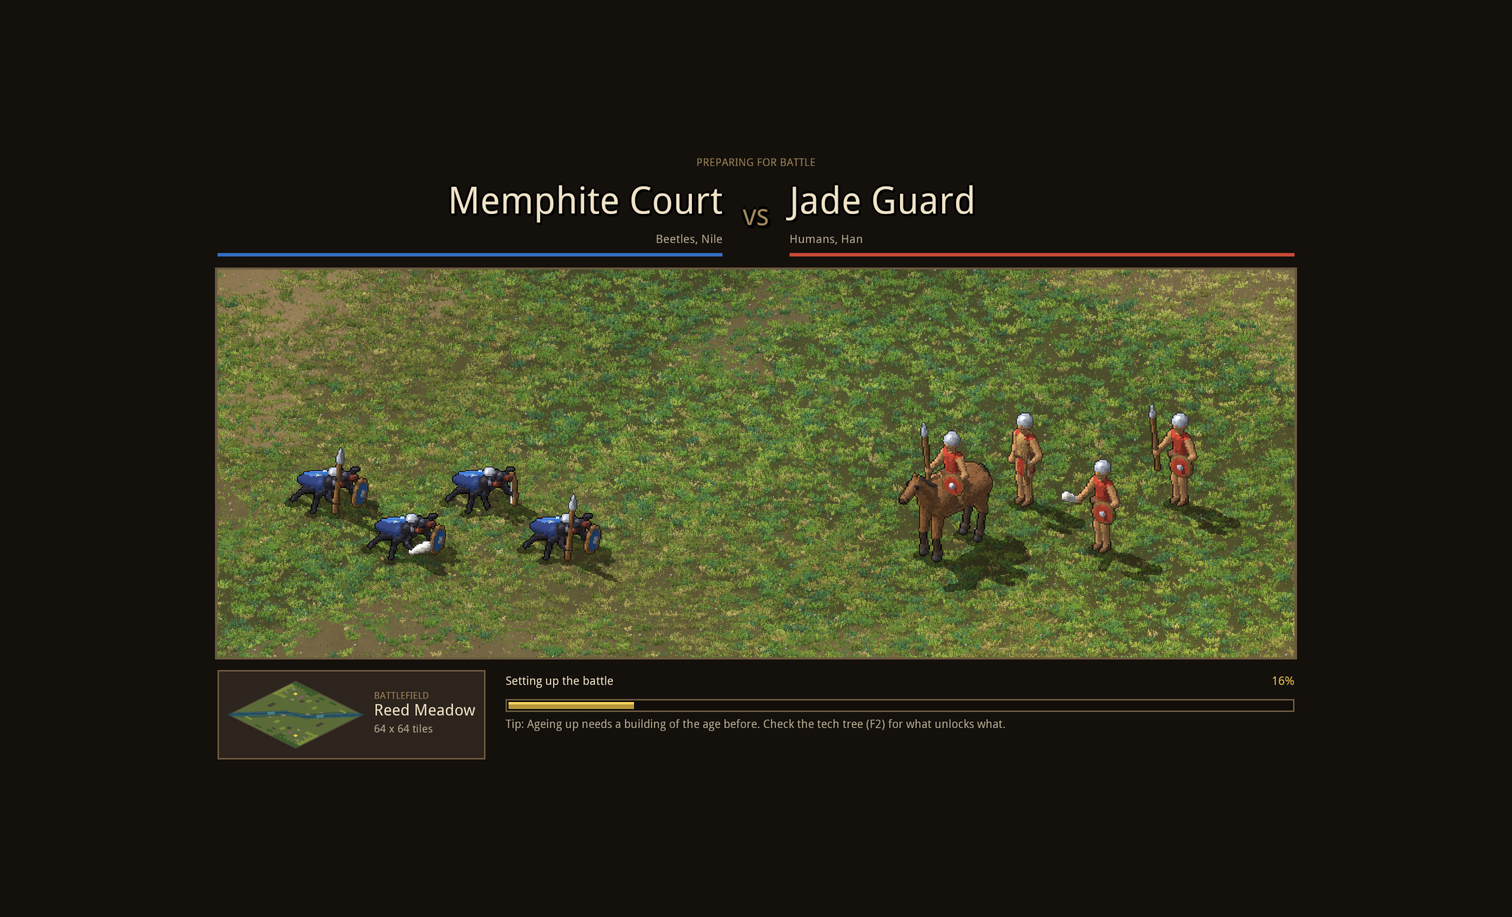 PREPARING FOR BATTLE
Memphite Court VS Jade Guard
Beetles, Nile
Humans, Han
BATTLEFIELD
Reed Meadow
64 x 64 tiles
Setting up the battle
16%
Tip: Ageing up needs a building of the age before. Check the tech tree (F2) for what unlocks what.